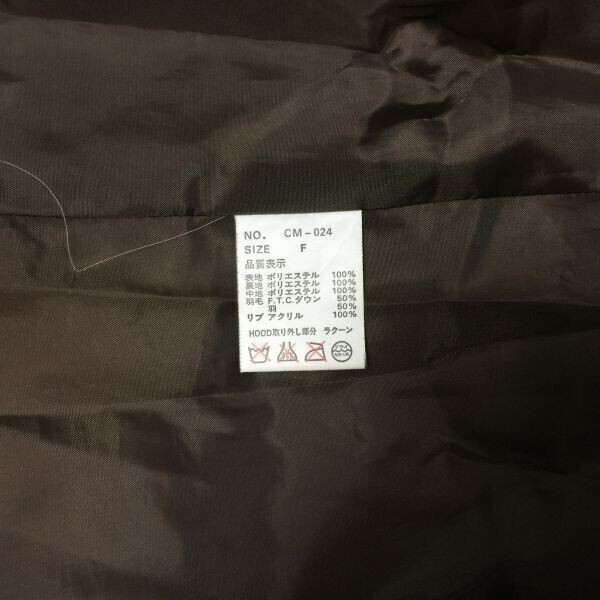 NO. CM-024
SIZE F
品質表示
表地 ポリエステル 100%
裏地 ポリエステル 100%
中地 ポリエステル 100%
羽毛 F.T.C.ダウン 50%
羽 50%
リブ アクリル 100%
HOOD取り外し部分 ラクーン
ドライ